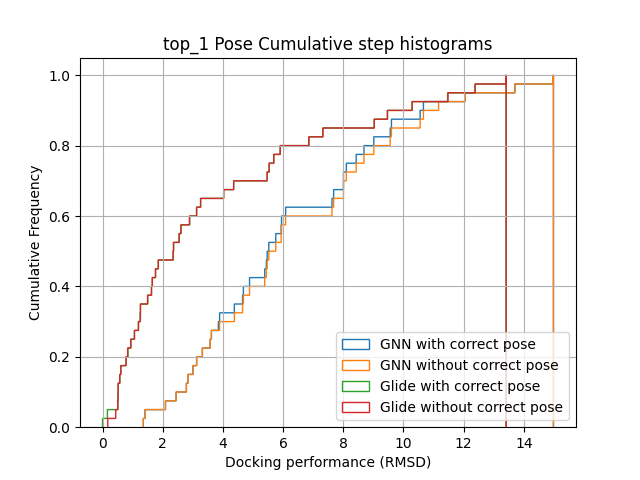 top_1 Pose Cumulative step histograms
1.0
0.8
0.6
0.4
0.2
0.0
Cumulative Frequency
GNN with correct pose
GNN without correct pose
Glide with correct pose
Glide without correct pose
0 2 4 6 8 10 12 14
Docking performance (RMSD)